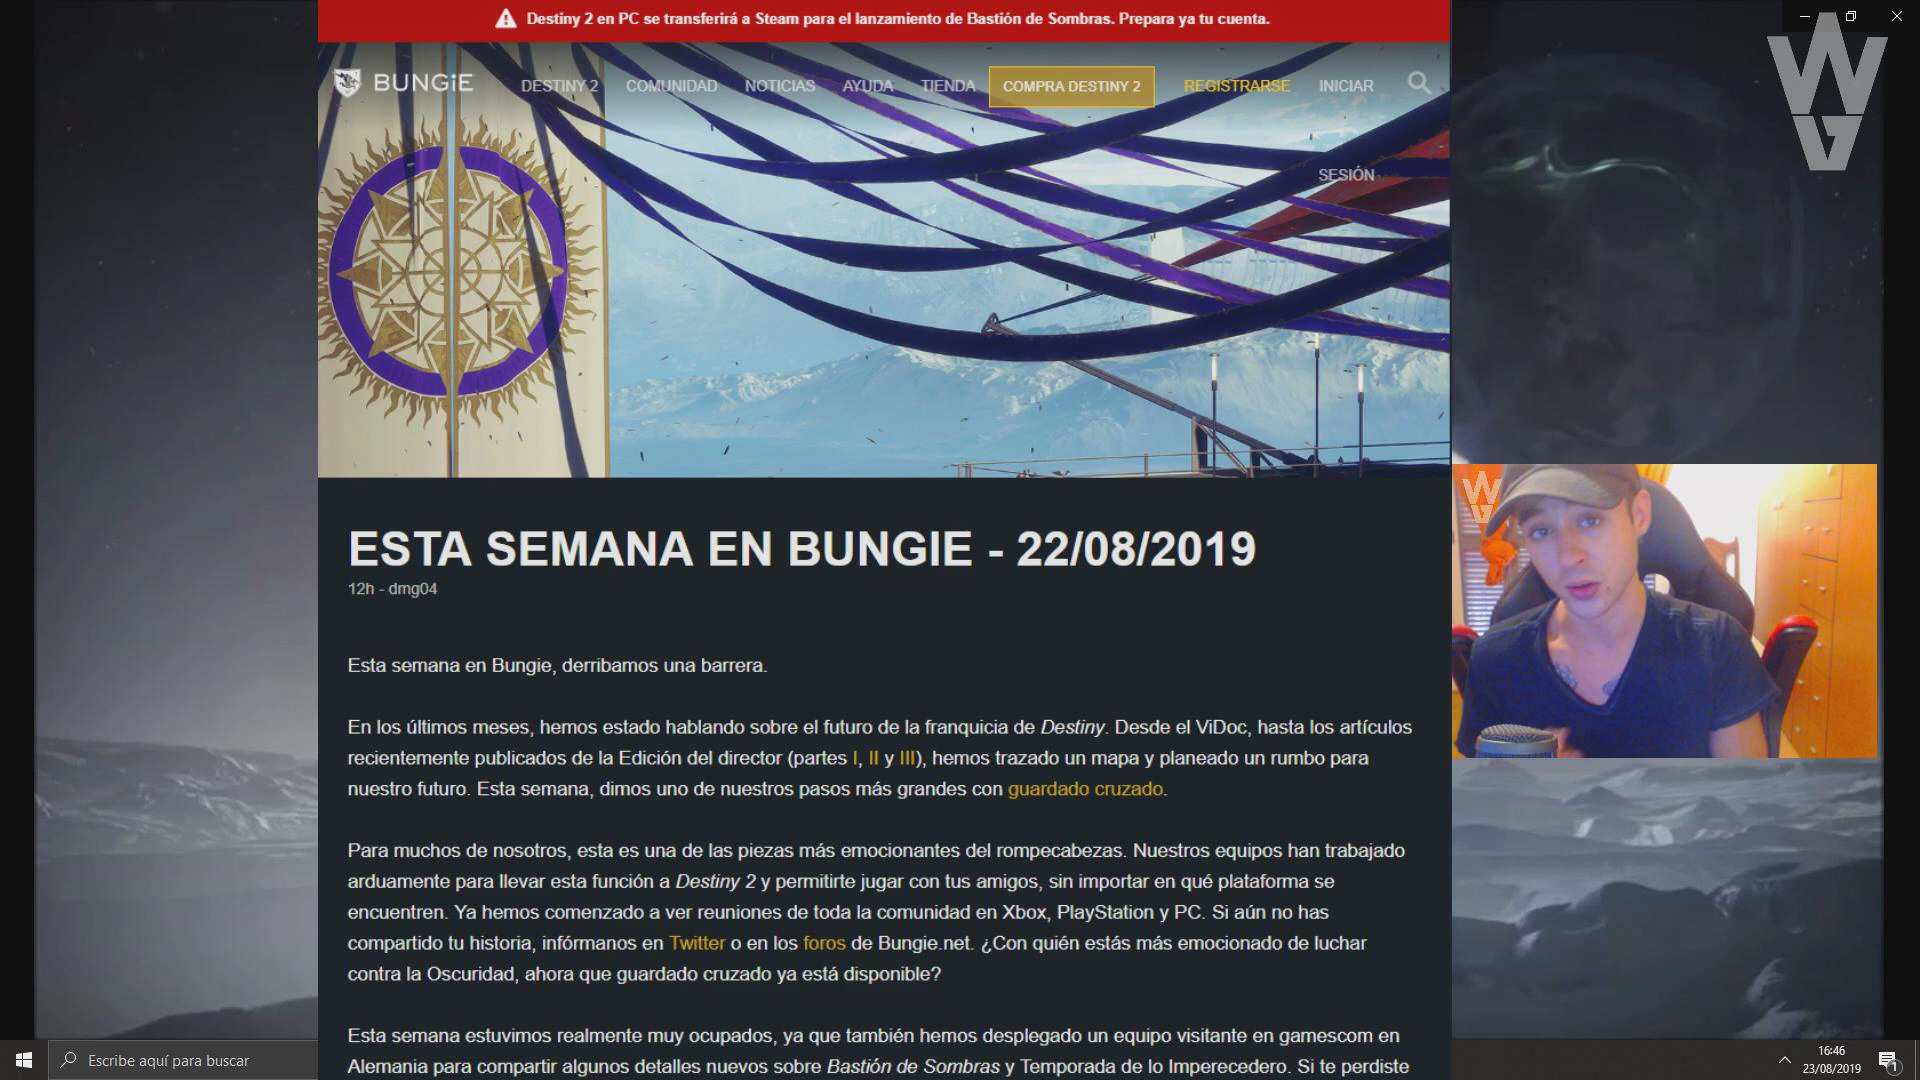 Destiny 2 en PC se transferirá a Steam para el lanzamiento de Bastión de Sombras. Prepara ya tu cuenta.
BUNGiE
DESTINY 2
COMUNIDAD
NOTICIAS
AYUDA
TIENDA
COMPRA DESTINY 2
REGISTRARSE
INICIAR
SESIÓN
WG
WG
ESTA SEMANA EN BUNGIE - 22/08/2019
12h - dmg04
Esta semana en Bungie, derribamos una barrera.
En los últimos meses, hemos estado hablando sobre el futuro de la franquicia de Destiny. Desde el ViDoc, hasta los artículos
recientemente publicados de la Edición del director (partes I, II y III), hemos trazado un mapa y planeado un rumbo para
nuestro futuro. Esta semana, dimos uno de nuestros pasos más grandes con guardado cruzado.
Para muchos de nosotros, esta es una de las piezas más emocionantes del rompecabezas. Nuestros equipos han trabajado
arduamente para llevar esta función a Destiny 2 y permitirte jugar con tus amigos, sin importar en qué plataforma se
encuentren. Ya hemos comenzado a ver reuniones de toda la comunidad en Xbox, PlayStation y PC. Si aún no has
compartido tu historia, infórmanos en Twitter o en los foros de Bungie.net. ¿Con quién estás más emocionado de luchar
contra la Oscuridad, ahora que guardado cruzado ya está disponible?
Esta semana estuvimos realmente muy ocupados, ya que también hemos desplegado un equipo visitante en gamescom en
Alemania para compartir algunos detalles nuevos sobre Bastión de Sombras y Temporada de lo Imperecedero. Si te perdiste
Escribe aquí para buscar
16:46
23/08/2019
1